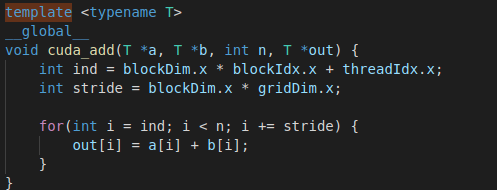 template <typename T>
__global__
void cuda_add(T *a, T *b, int n, T *out) {
    int ind = blockDim.x * blockIdx.x + threadIdx.x;
    int stride = blockDim.x * gridDim.x;

    for(int i = ind; i < n; i += stride) {
        out[i] = a[i] + b[i];
    }
}